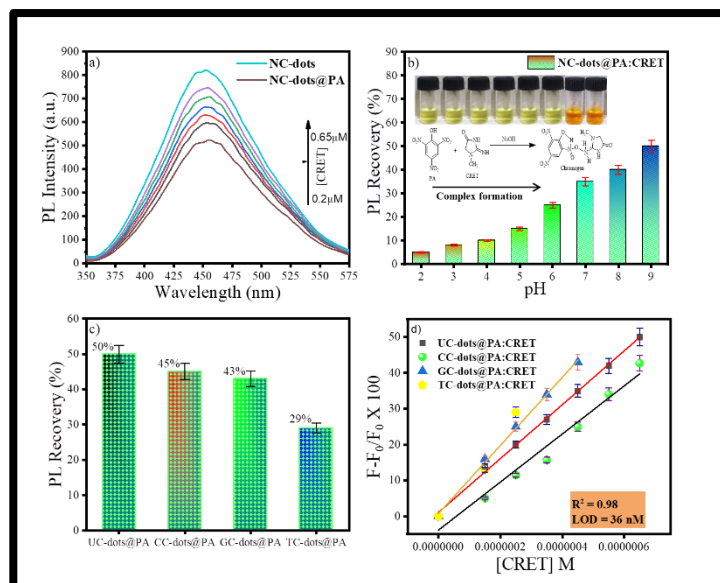 a)
NC-dots
NC-dots@PA
900
800
700
600
500
400
300
200
100
0
PL Intensity (a.u.)
0.65µM
[CRET]
0.2µM
350 375 400 425 450 475 500 525 550 575
Wavelength (nm)
b)
NC-dots@PA:CRET
90
80
70
60
50
40
30
20
10
0
PL Recovery (%)
NaOH
PA
CRET
Complex formation
2 3 4 5 6 7 8 9
pH
c)
80
70
60
50
40
30
20
10
0
PL Recovery (%)
50%
45%
43%
29%
UC-dots@PA CC-dots@PA GC-dots@PA TC-dots@PA
d)
UC-dots@PA:CRET
CC-dots@PA:CRET
GC-dots@PA:CRET
TC-dots@PA:CRET
50
40
30
20
10
0
F-F₀/F₀ X 100
R² = 0.98
LOD = 36 nM
0.0000000 0.0000002 0.0000004 0.0000006
[CRET] M